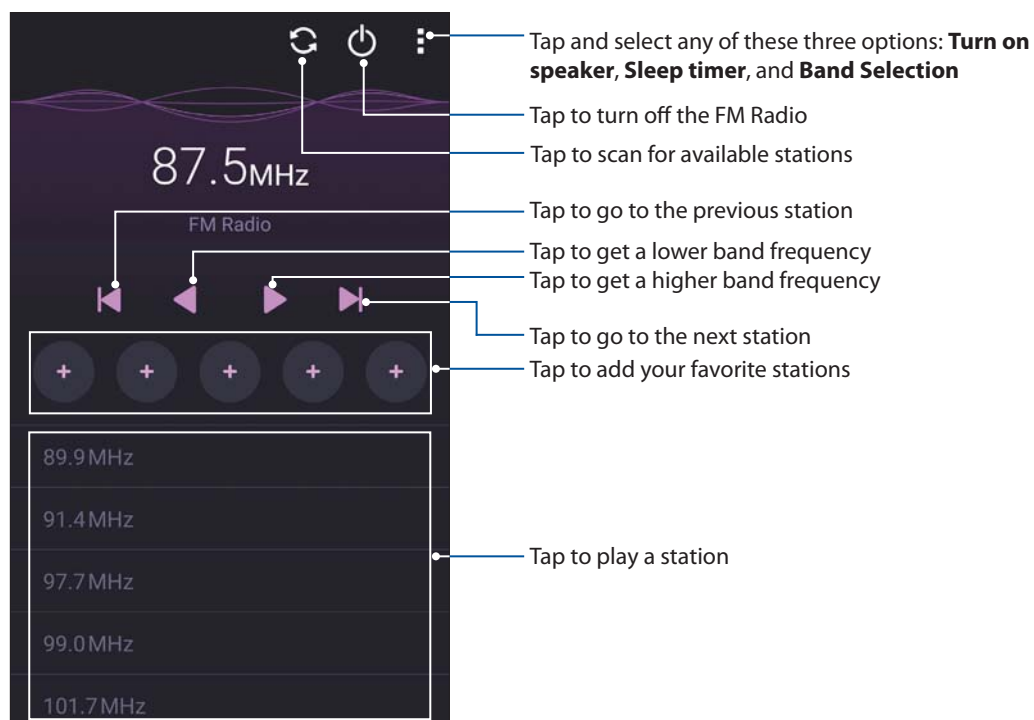 Tap and select any of these three options: Turn on
speaker, Sleep timer, and Band Selection
Tap to turn off the FM Radio
Tap to scan for available stations
87.5MHz
FM Radio
Tap to go to the previous station
Tap to get a lower band frequency
Tap to get a higher band frequency
Tap to go to the next station
Tap to add your favorite stations
+ + + + +
89.9MHz
91.4MHz
97.7MHz
99.0MHz
101.7MHz
Tap to play a station